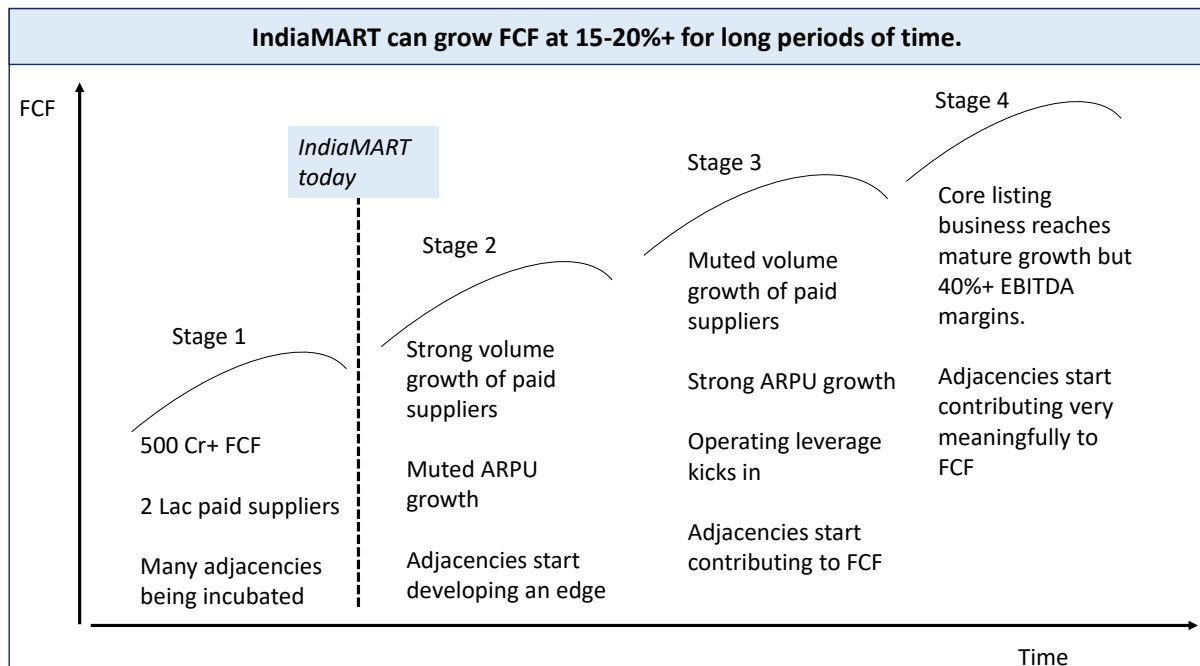 IndiaMART can grow FCF at 15-20%+ for long periods of time.
FCF
IndiaMART
today
Stage 1
500 Cr+ FCF
2 Lac paid suppliers
Many adjacencies
being incubated
Stage 2
Strong volume
growth of paid
suppliers
Muted ARPU
growth
Adjacencies start
developing an edge
Stage 3
Muted volume
growth of paid
suppliers
Strong ARPU growth
Operating leverage
kicks in
Adjacencies start
contributing to FCF
Stage 4
Core listing
business reaches
mature growth but
40%+ EBITDA
margins.
Adjacencies start
contributing very
meaningfully to
FCF
Time